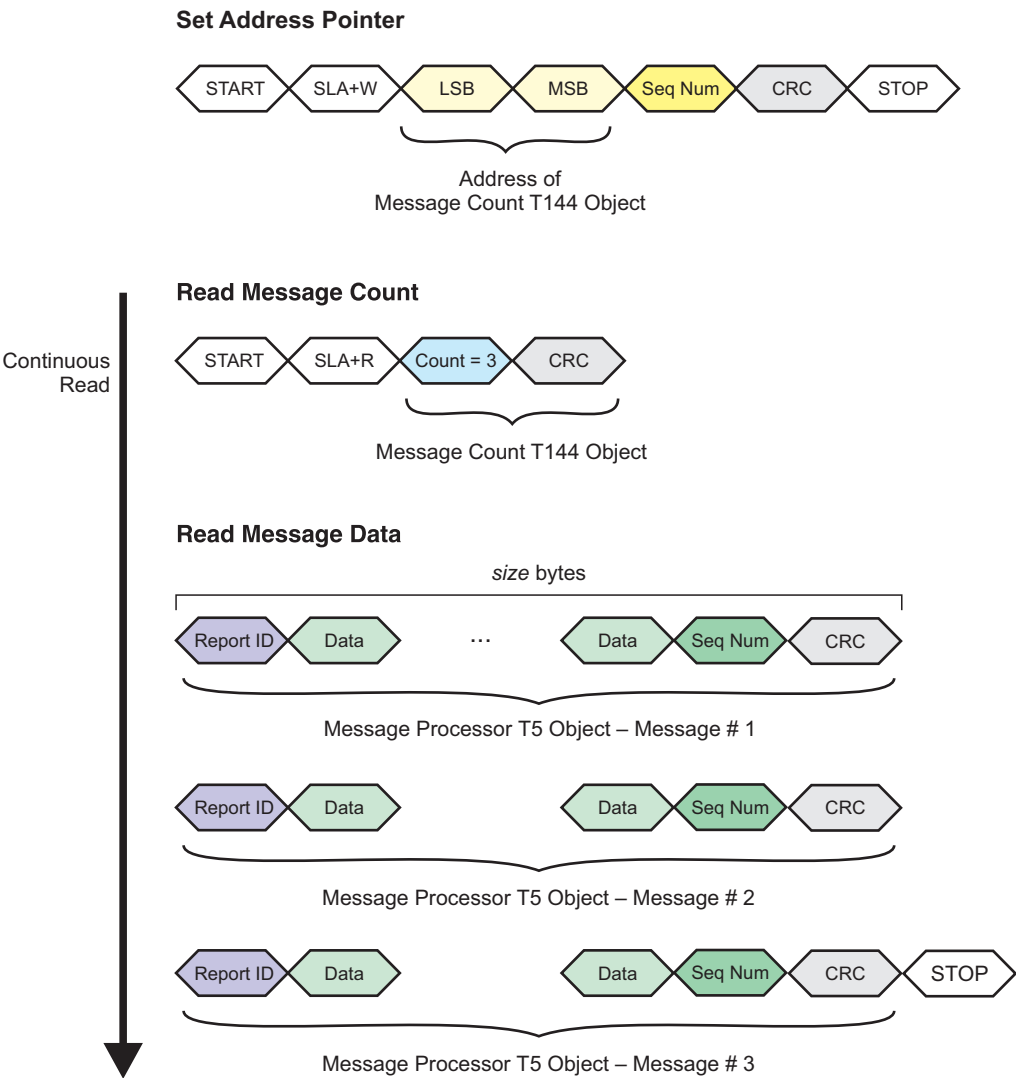 Set Address Pointer
START SLA+W LSB MSB Seq Num CRC STOP
Address of
Message Count T144 Object
Read Message Count
Continuous
Read
START SLA+R Count = 3 CRC
Message Count T144 Object
Read Message Data
size bytes
Report ID Data ... Data Seq Num CRC
Message Processor T5 Object – Message # 1
Report ID Data Data Seq Num CRC
Message Processor T5 Object – Message # 2
Report ID Data Data Seq Num CRC STOP
Message Processor T5 Object – Message # 3